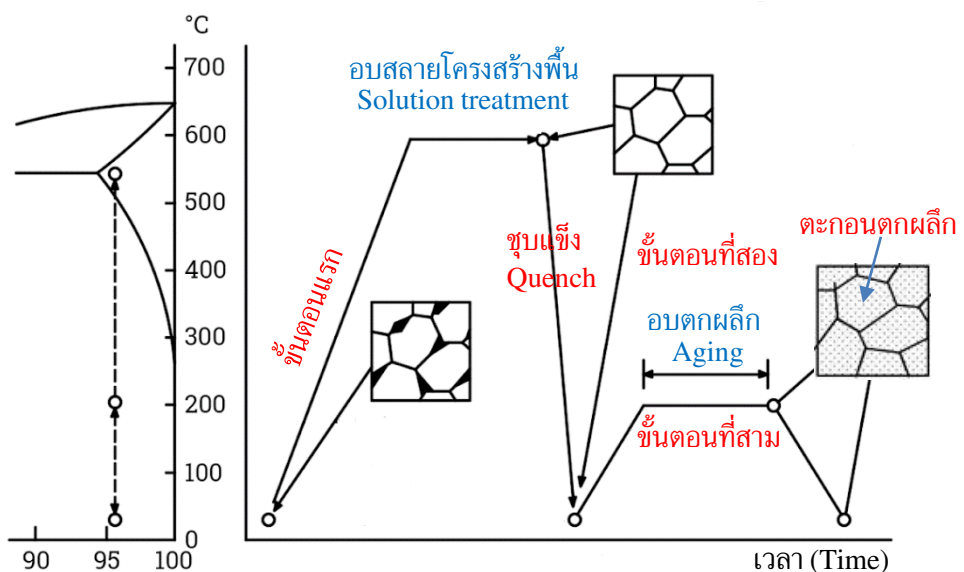 °C
700
600
500
400
300
200
100
0
90
95
100
อบสลายโครงสร้างพื้น
Solution treatment
ขั้นตอนแรก
ชุบแข็ง
Quench
ขั้นตอนที่สอง
ตะกอนตกผลึก
อบตกผลึก
Aging
ขั้นตอนที่สาม
เวลา (Time)